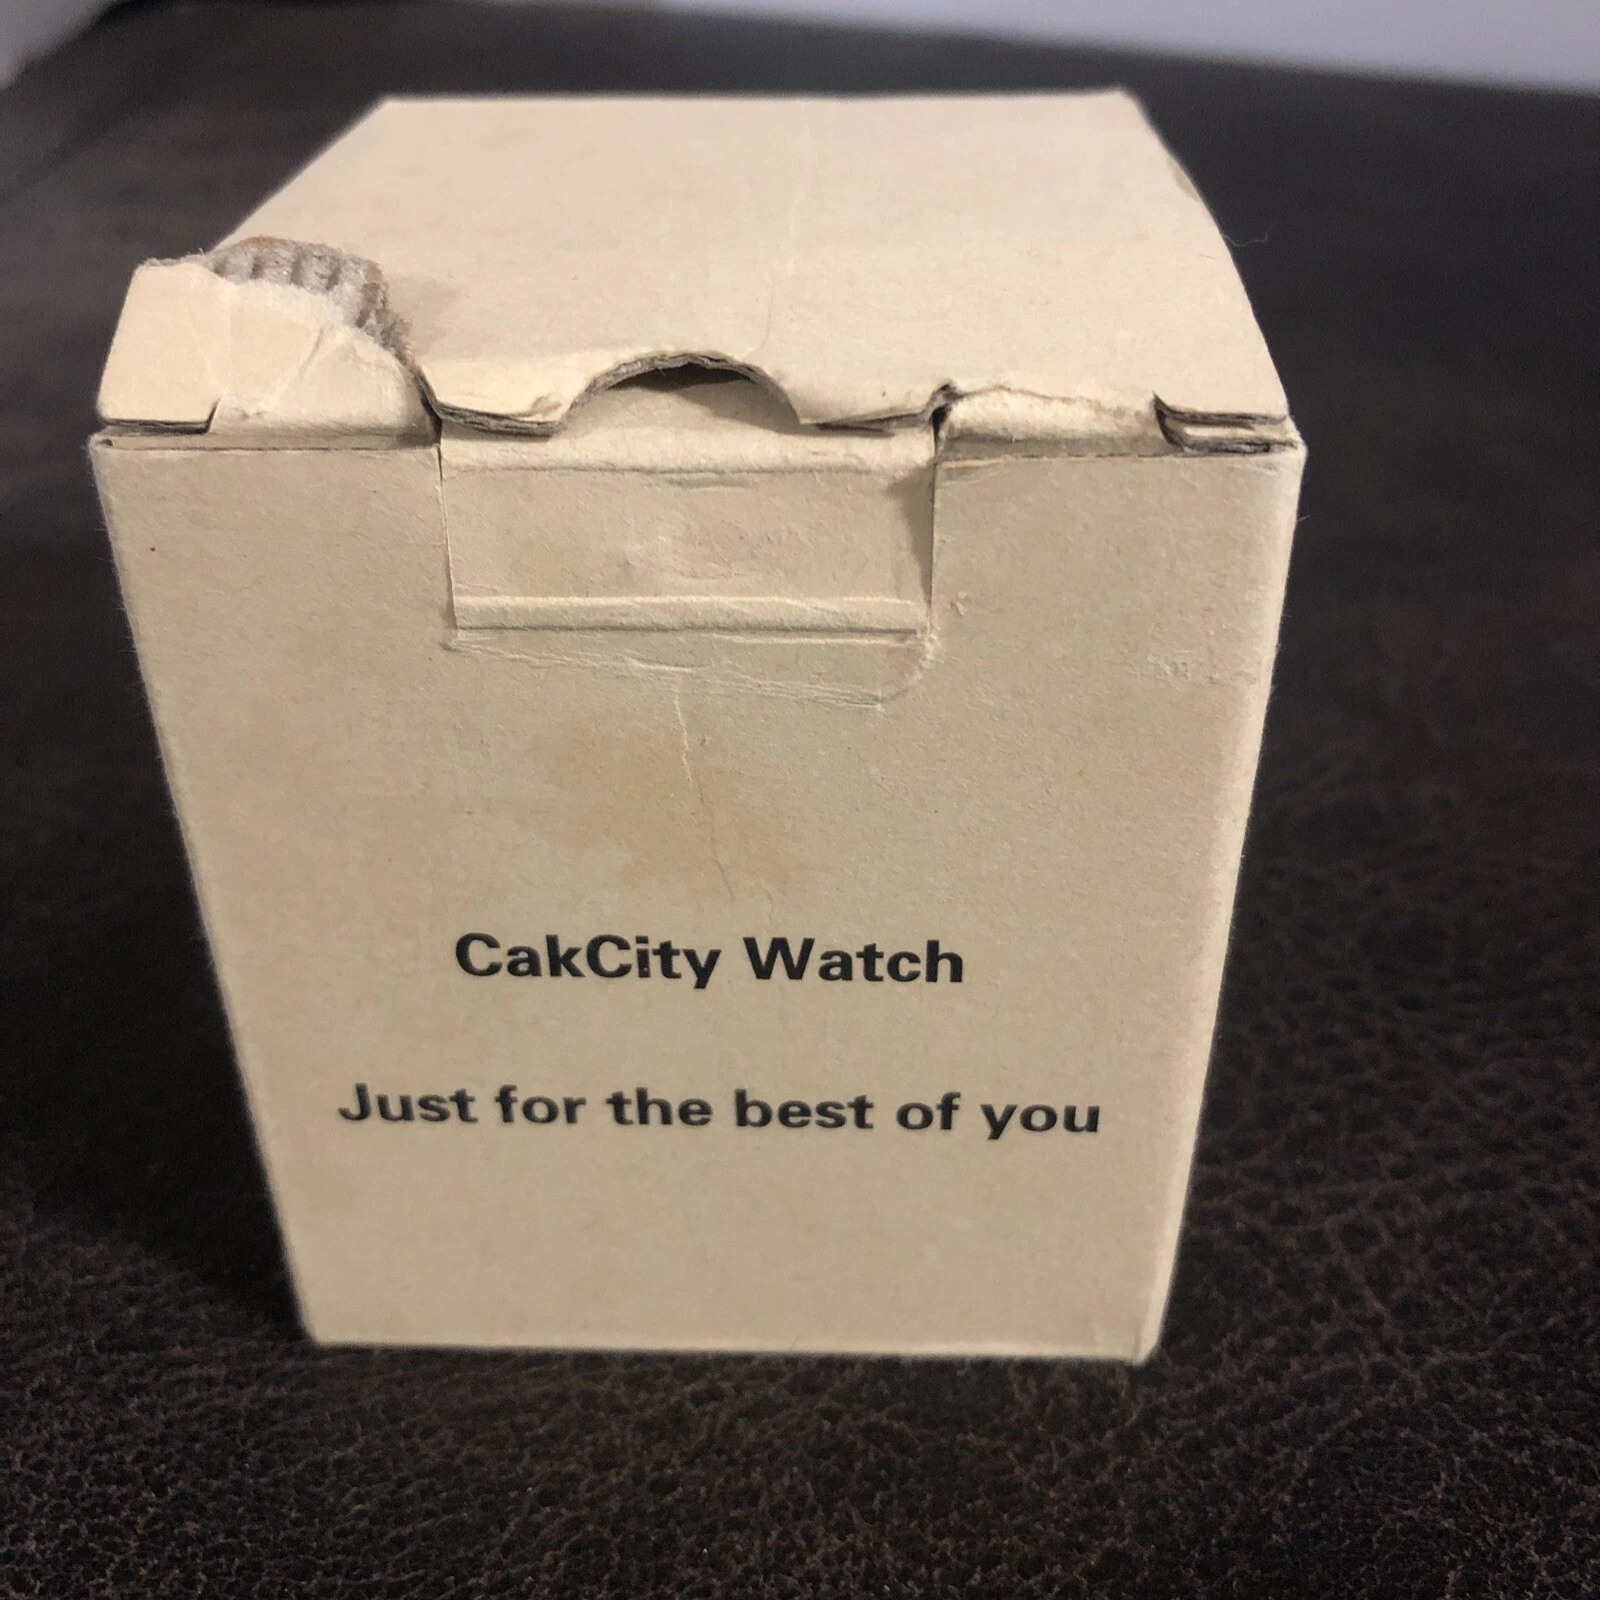 CakCity Watch
Just for the best of you